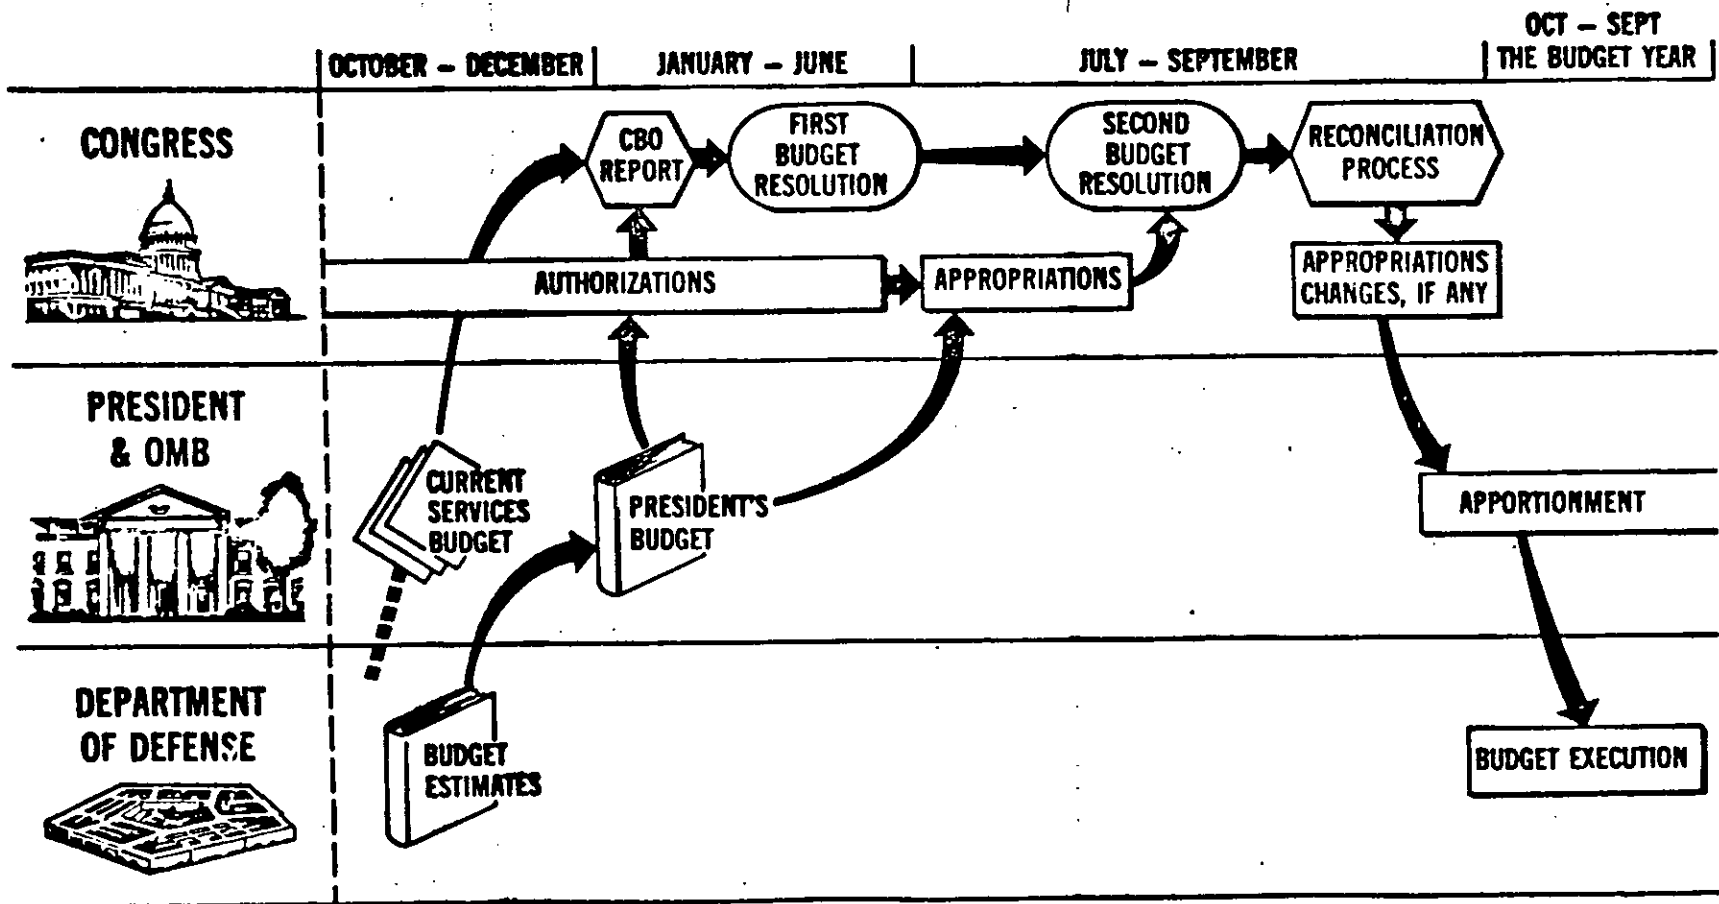 OCT – SEPT
OCTOBER – DECEMBER
JANUARY – JUNE
JULY – SEPTEMBER
THE BUDGET YEAR
CONGRESS
CBO
REPORT
FIRST
BUDGET
RESOLUTION
SECOND
BUDGET
RESOLUTION
RECONCILIATION
PROCESS
AUTHORIZATIONS
APPROPRIATIONS
APPROPRIATIONS
CHANGES, IF ANY
PRESIDENT
& OMB
CURRENT
SERVICES
BUDGET
PRESIDENT'S
BUDGET
APPORTIONMENT
DEPARTMENT
OF DEFENSE
BUDGET
ESTIMATES
BUDGET EXECUTION